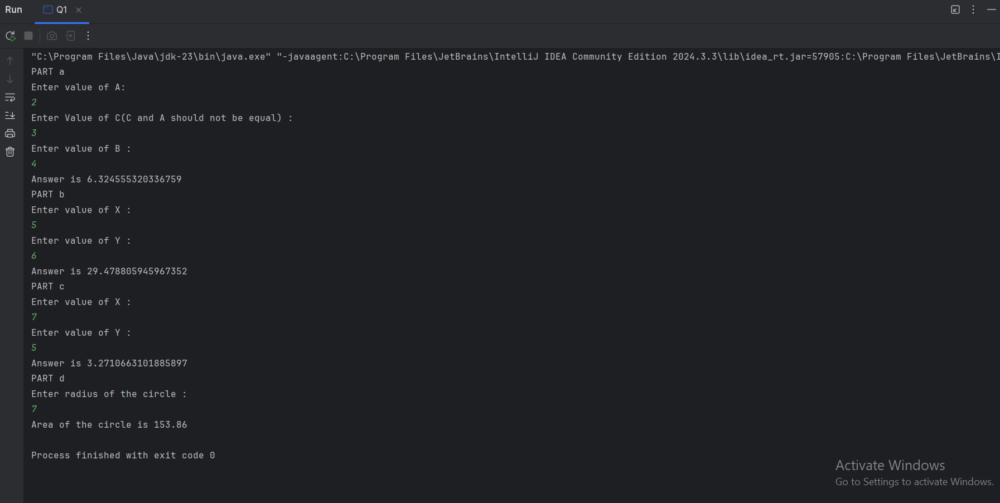 Run Q1
"C:\Program Files\Java\jdk-23\bin\java.exe" "-javaagent:C:\Program Files\JetBrains\IntelliJ IDEA Community Edition 2024.3.3\lib\idea_rt.jar=57905:C:\Program Files\JetBrains\I
PART a
Enter value of A:
2
Enter Value of C(C and A should not be equal) :
3
Enter value of B :
4
Answer is 6.324555320336759
PART b
Enter value of X :
5
Enter value of Y :
6
Answer is 29.478805945967352
PART c
Enter value of X :
7
Enter value of Y :
5
Answer is 3.2710663101885897
PART d
Enter radius of the circle :
7
Area of the circle is 153.86
Process finished with exit code 0
Activate Windows
Go to Settings to activate Windows.